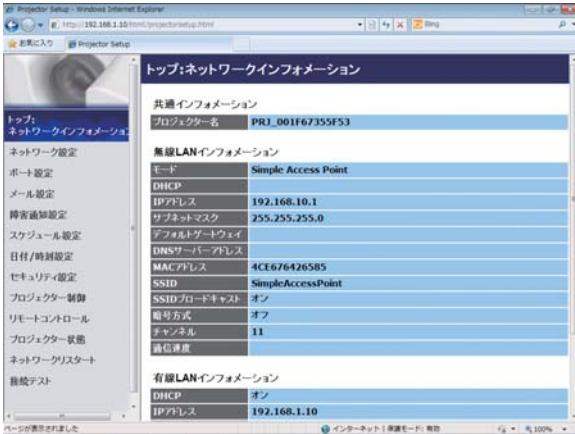 Projector Setup - Windows Internet Explorer
http://192.168.1.10/html/projectorsetup.html
Bing
お気に入り
Projector Setup
トップ:
ネットワークインフォメーション
ネットワーク設定
ポート設定
メール設定
障害通知設定
スケジュール設定
日付/時刻設定
セキュリティ設定
プロジェクター制御
リモートコントロール
プロジェクター状態
ネットワークリスタート
接続テスト
トップ:ネットワークインフォメーション
共通インフォメーション
プロジェクター名 PRJ_001F67355F53
無線LANインフォメーション
モード Simple Access Point
DHCP
IPアドレス 192.168.10.1
サブネットマスク 255.255.255.0
デフォルトゲートウェイ
DNSサーバーアドレス
MACアドレス 4CE676426585
SSID SimpleAccessPoint
SSIDブロードキャスト オン
暗号方式 オフ
チャンネル 11
通信速度
有線LANインフォメーション
DHCP オン
IPアドレス 192.168.1.10
ページが表示されました
インターネット | 保護モード: 有効
100%